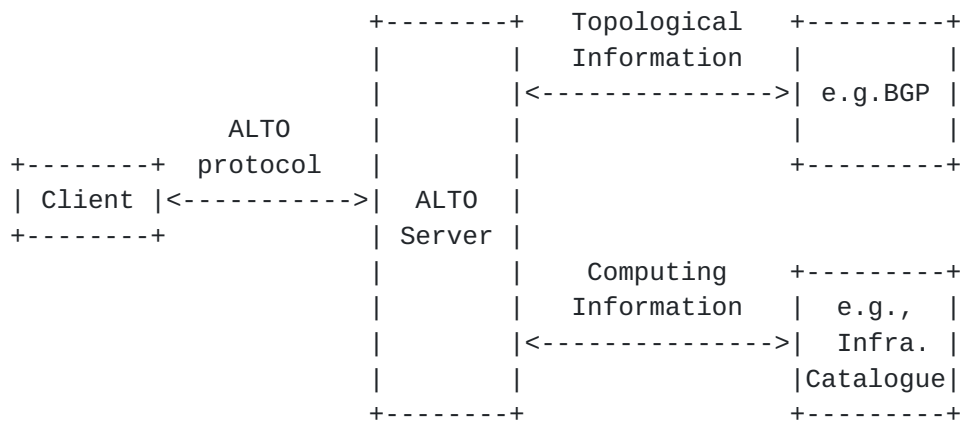 +--------+   Topological   +---------+
|        |   Information   |         |
|        |<--------------->| e.g.BGP |
ALTO     |        |                 |         |
+--------+  protocol   |        |                 +---------+
| Client |<----------->|  ALTO  |
+--------+             | Server |
|        |    Computing    +---------+
|        |   Information   |  e.g.,  |
|        |<--------------->|  Infra. |
|        |                 |Catalogue|
+--------+                 +---------+